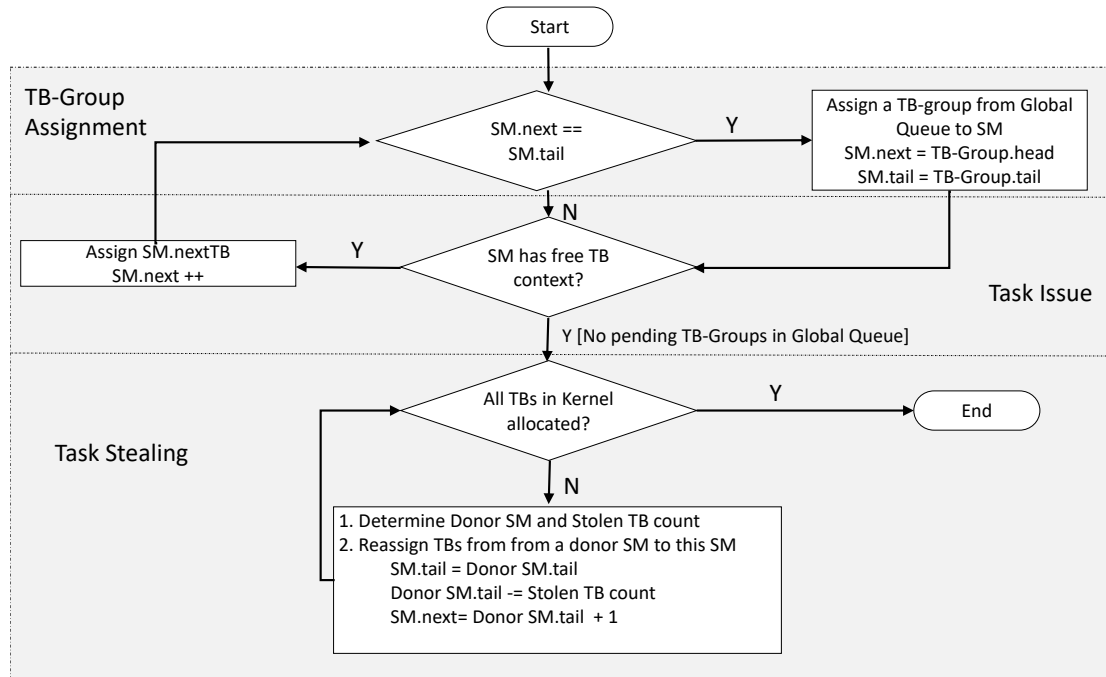 Start
TB-Group
Assignment
SM.next ==
SM.tail
Y
Assign a TB-group from Global
Queue to SM
SM.next = TB-Group.head
SM.tail = TB-Group.tail
N
Assign SM.nextTB
SM.next ++
Y
SM has free TB
context?
Task Issue
Y [No pending TB-Groups in Global Queue]
All TBs in Kernel
allocated?
Y
End
Task Stealing
N
1. Determine Donor SM and Stolen TB count
2. Reassign TBs from from a donor SM to this SM
SM.tail = Donor SM.tail
Donor SM.tail -= Stolen TB count
SM.next= Donor SM.tail + 1